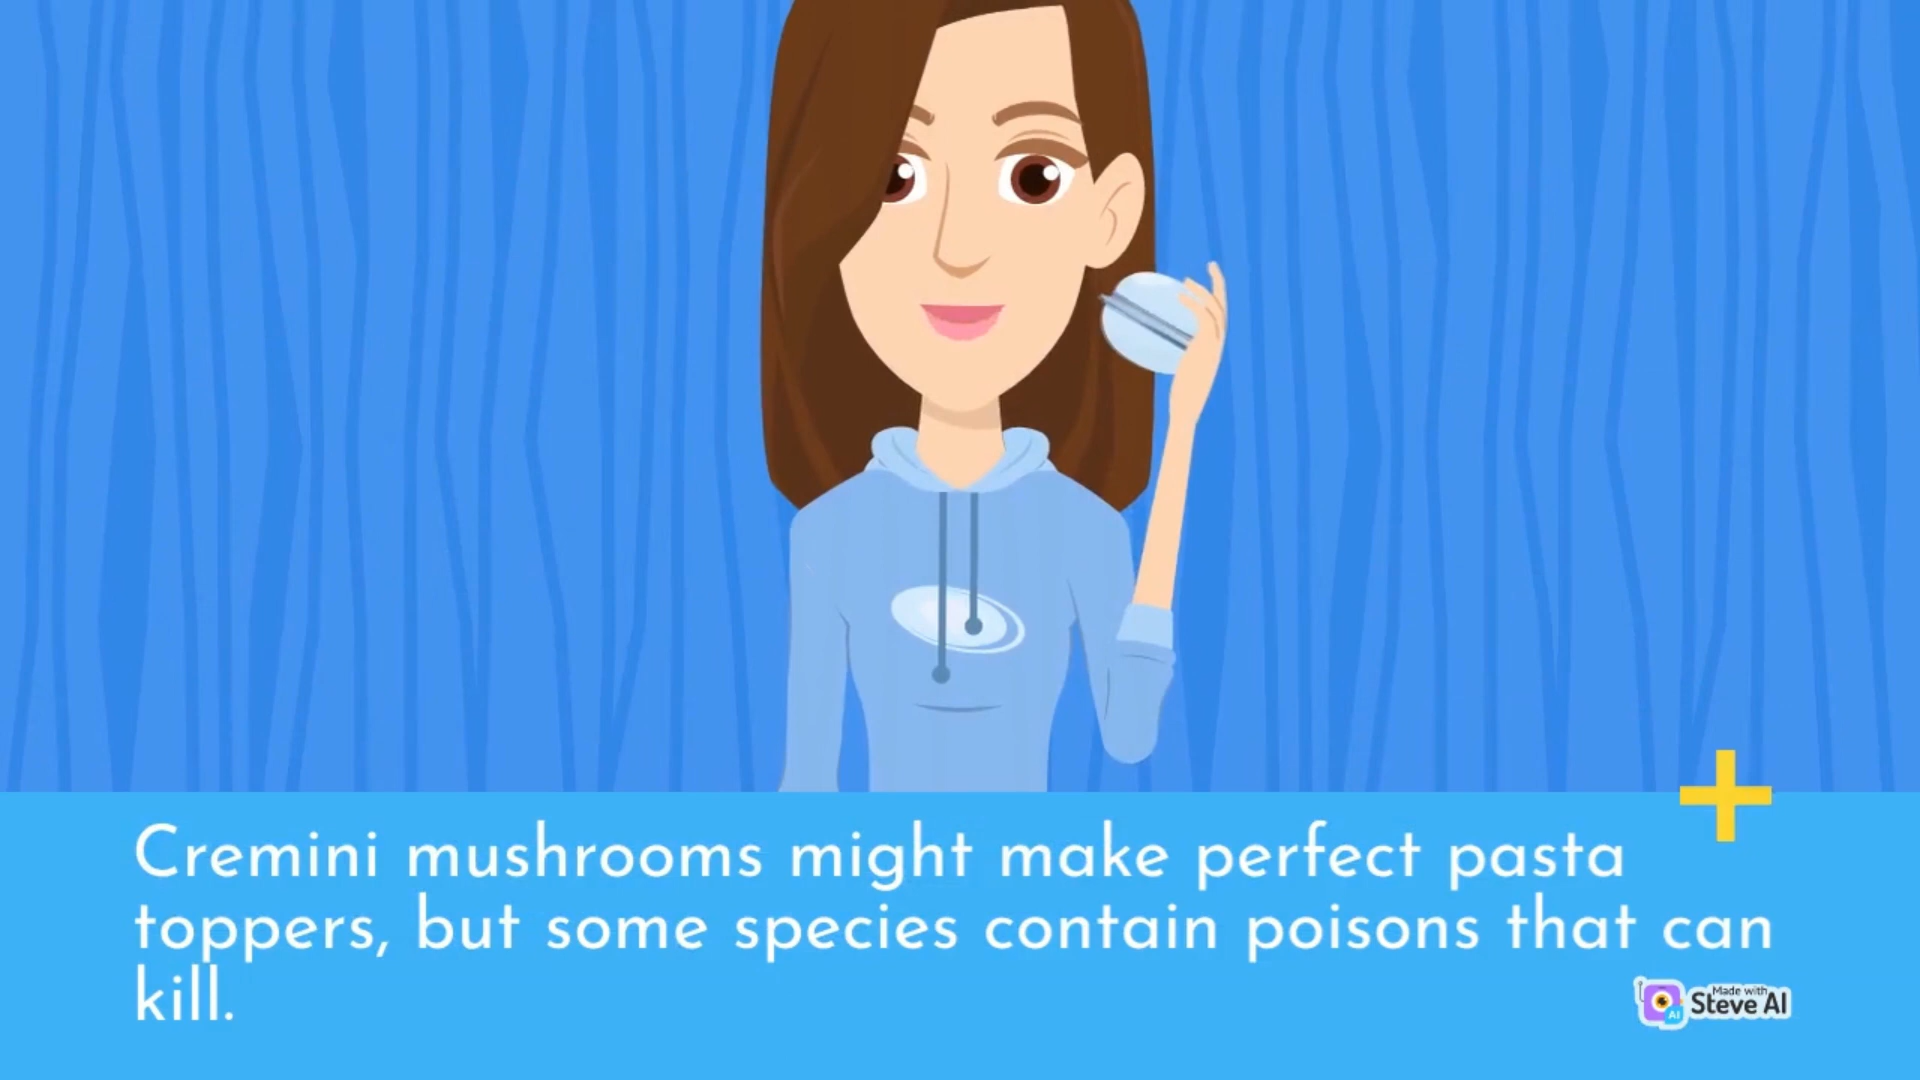 Cremini mushrooms might make perfect pasta
toppers, but some species contain poisons that can
kill.
Made with
Steve AI
AI